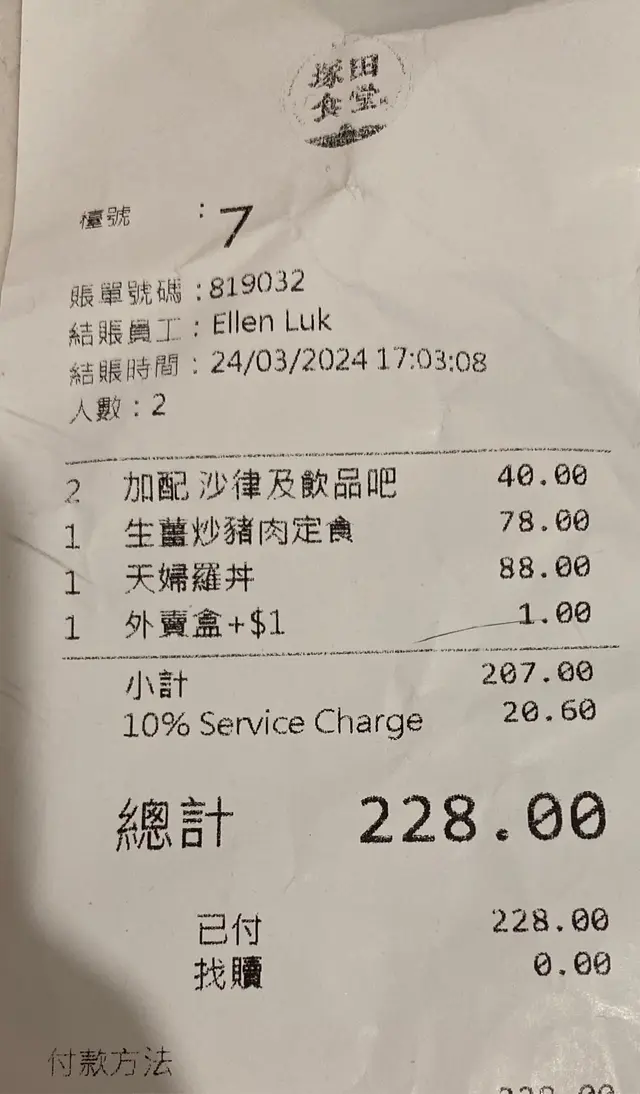 塚田
食堂
檯號 : 7
賬單號碼 : 819032
結賬員工 : Ellen Luk
結賬時間 : 24/03/2024 17:03:08
人數 : 2
2 加配 沙律及飲品吧 40.00
1 生薑炒豬肉定食 78.00
1 天婦羅丼 88.00
1 外賣盒+$1 1.00
小計 207.00
10% Service Charge 20.60
總計 228.00
已付 228.00
找贖 0.00
付款方法